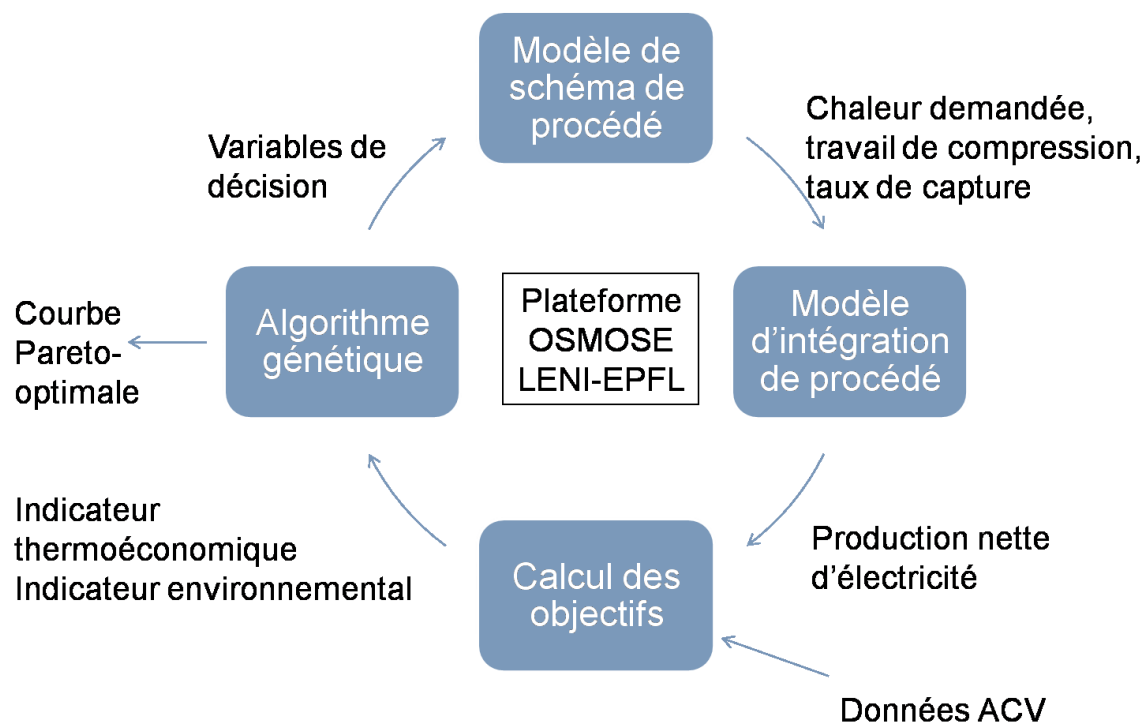 Modèle de
schéma de
procédé
Chaleur demandée,
travail de compression,
taux de capture
Variables de
décision
Plateforme
OSMOSE
LENI-EPFL
Modèle
d'intégration
de procédé
Algorithme
génétique
Courbe
Pareto-
optimale
Indicateur
thermoéconomique
Indicateur environnemental
Calcul des
objectifs
Production nette
d'électricité
Données ACV